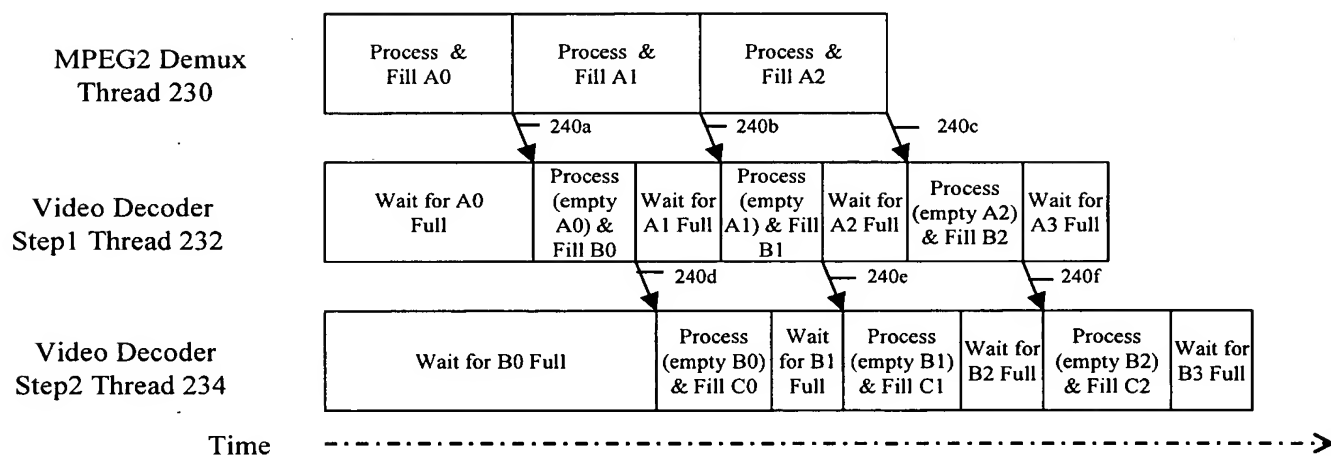 MPEG2 Demux
Thread 230
Process &
Fill A0
Process &
Fill A1
Process &
Fill A2
240a
240b
240c
Video Decoder
Step1 Thread 232
Wait for A0
Full
Process
(empty
A0) &
Fill B0
Wait for
A1 Full
Process
(empty
A1) & Fill
B1
Wait for
A2 Full
Process
(empty A2)
& Fill B2
Wait for
A3 Full
240d
240e
240f
Video Decoder
Step2 Thread 234
Wait for B0 Full
Process
(empty B0)
& Fill C0
Wait
for B1
Full
Process
(empty B1)
& Fill C1
Wait for
B2 Full
Process
(empty B2)
& Fill C2
Wait for
B3 Full
Time